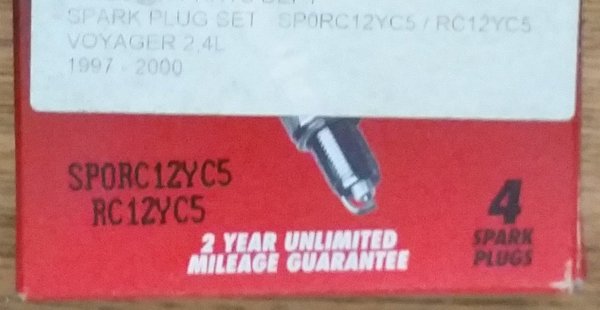 SPARK PLUG SET SP0RC12YC5 / RC12YC5
VOYAGER 2,4L
1997 - 2000
SP0RC12YC5
RC12YC5
2 YEAR UNLIMITED
MILEAGE GUARANTEE
4
SPARK
PLUGS